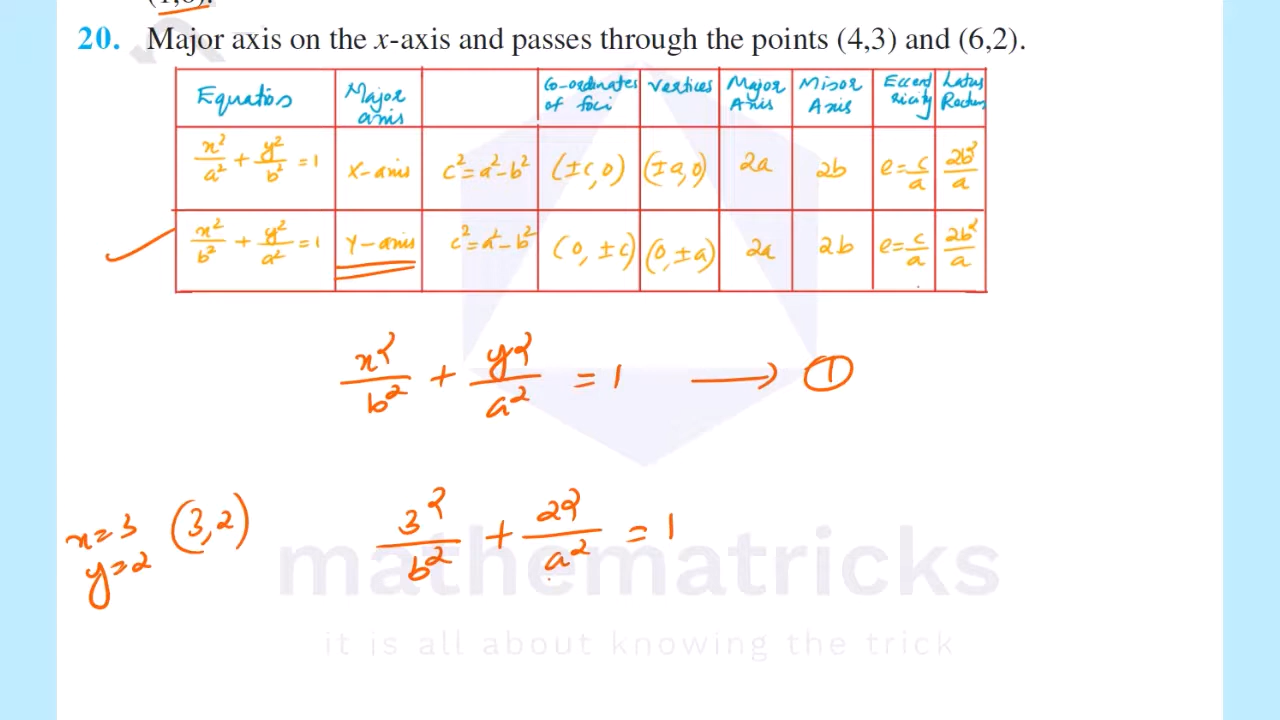 (1,6).
20. Major axis on the x-axis and passes through the points (4,3) and (6,2).
Equation Major axis Co-ordinates of foci Vertices Major Axis Minor Axis Eccentricity Latus Rectum
x²/a² + y²/b² = 1 X-axis c² = a² - b² (±c, 0) (±a, 0) 2a 2b e = c/a 2b²/a
x²/b² + y²/a² = 1 Y-axis c² = a² - b² (0, ±c) (0, ±a) 2a 2b e = c/a 2b²/a
x²/b² + y²/a² = 1 → ①
x=3 (3,2) 3²/b² + 2²/a² = 1
y=2
mathematricks
it is all about knowing the trick